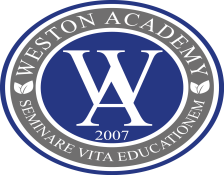 WESTON ACADEMY
WA
2007
SEMINARE VITA EDUCATIONEM